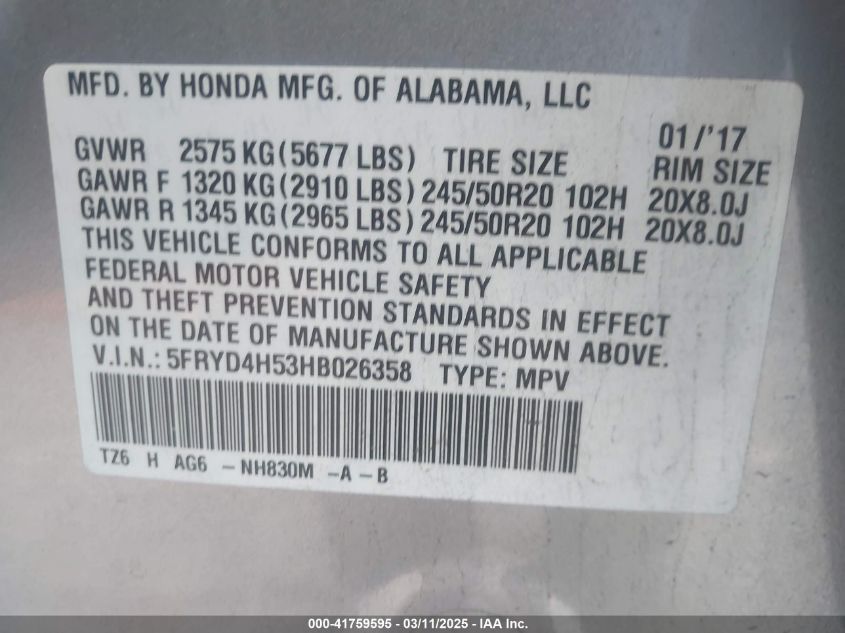 MFD. BY HONDA MFG. OF ALABAMA, LLC
01/'17
GVWR 2575 KG(5677 LBS) TIRE SIZE RIM SIZE
GAWR F 1320 KG(2910 LBS) 245/50R20 102H 20X8.0J
GAWR R 1345 KG(2965 LBS) 245/50R20 102H 20X8.0J
THIS VEHICLE CONFORMS TO ALL APPLICABLE
FEDERAL MOTOR VEHICLE SAFETY
AND THEFT PREVENTION STANDARDS IN EFFECT
ON THE DATE OF MANUFACTURE SHOWN ABOVE.
V.I.N.: 5FRYD4H53HB026358 TYPE: MPV
TZ6 H AG6 - NH830M -A - B
000-41759595 - 03/11/2025 - IAA Inc.